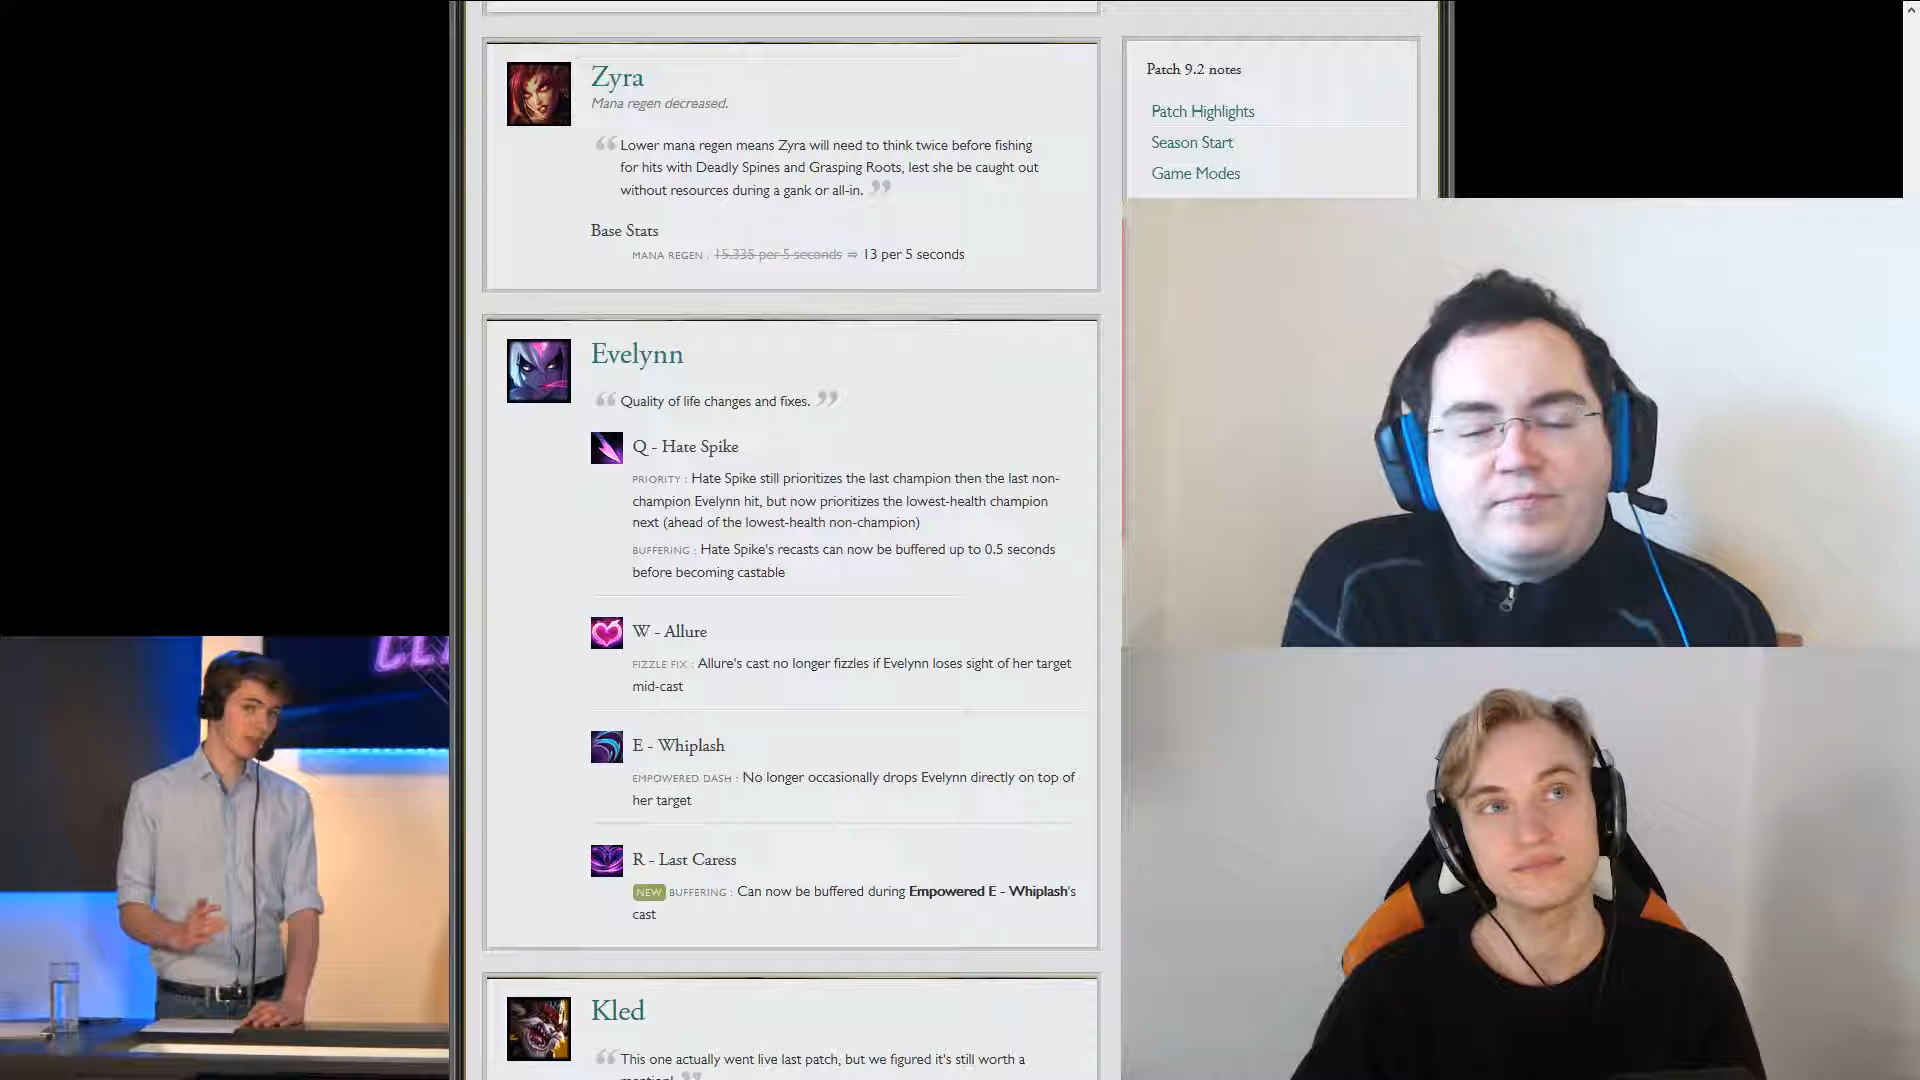 Zyra
Mana regen decreased.
Lower mana regen means Zyra will need to think twice before fishing
for hits with Deadly Spines and Grasping Roots, lest she be caught out
without resources during a gank or all-in.
Base Stats
MANA REGEN : 15.335 per 5 seconds ⇒ 13 per 5 seconds
Evelynn
Quality of life changes and fixes.
Q - Hate Spike
PRIORITY : Hate Spike still prioritizes the last champion then the last non-
champion Evelynn hit, but now prioritizes the lowest-health champion
next (ahead of the lowest-health non-champion)
BUFFERING : Hate Spike's recasts can now be buffered up to 0.5 seconds
before becoming castable
W - Allure
FIZZLE FIX : Allure's cast no longer fizzles if Evelynn loses sight of her target
mid-cast
E - Whiplash
EMPOWERED DASH : No longer occasionally drops Evelynn directly on top of
her target
R - Last Caress
NEW BUFFERING : Can now be buffered during Empowered E - Whiplash's
cast
Kled
This one actually went live last patch, but we figured it's still worth a
Patch 9.2 notes
Patch Highlights
Season Start
Game Modes